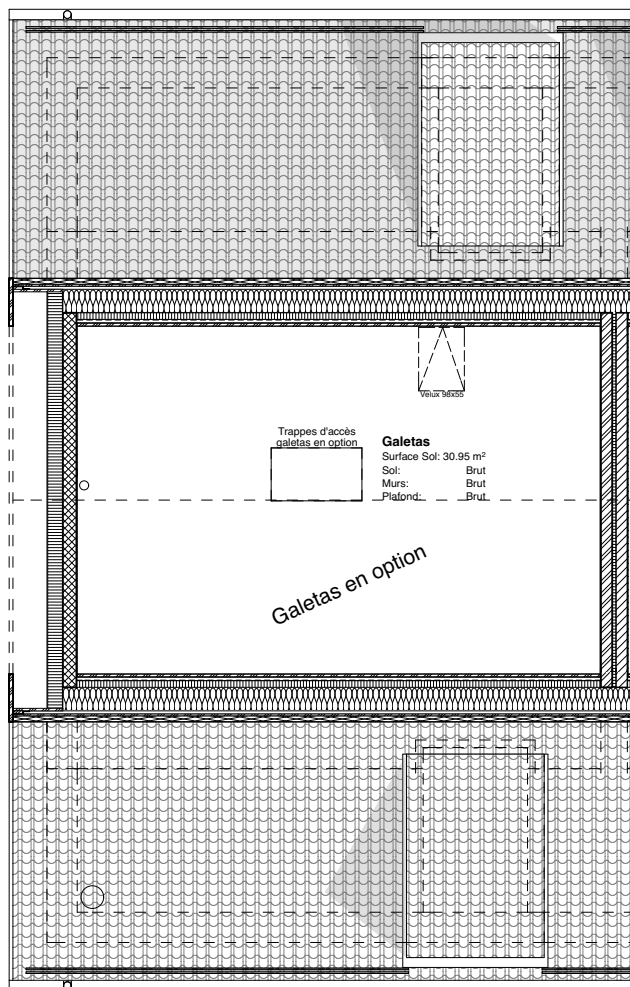 Velux 98x55
Trappes d'accès
galetas en option
Galetas
Surface Sol: 30.95 m²
Sol: Brut
Murs: Brut
Plafond: Brut
Galetas en option